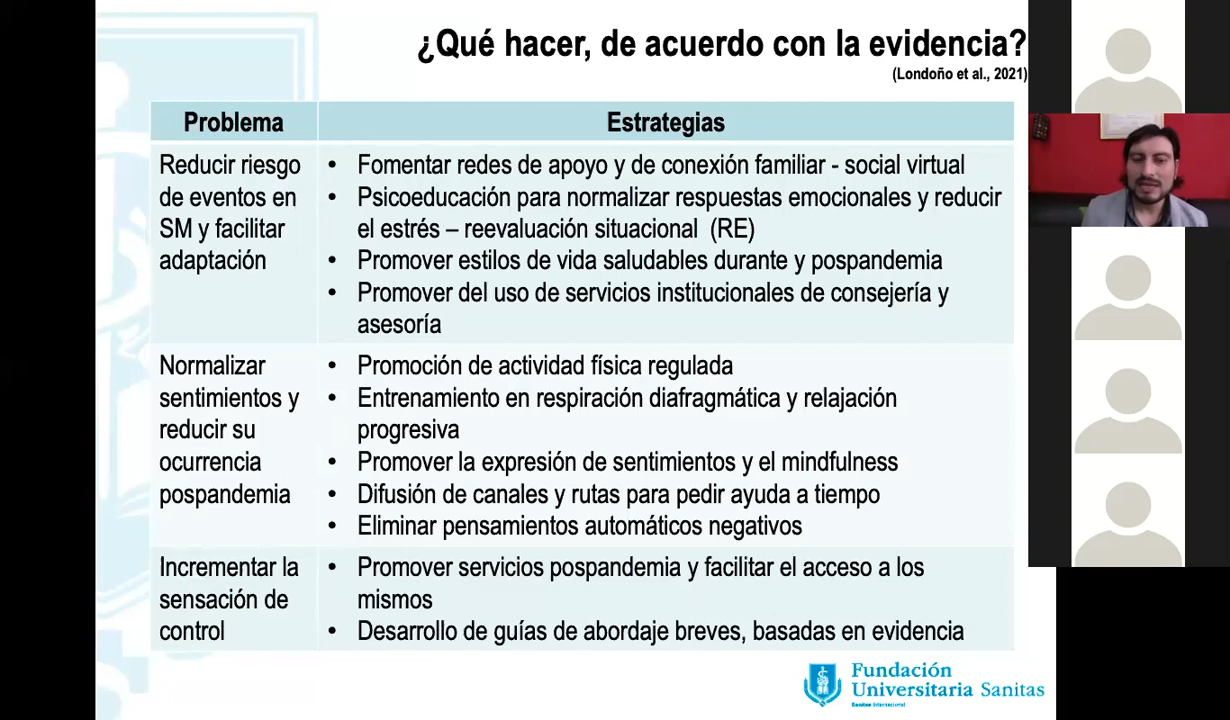 ¿Qué hacer, de acuerdo con la evidencia?
(Londoño et al., 2021)
Problema
Estrategias
Reducir riesgo
de eventos en
SM y facilitar
adaptación
• Fomentar redes de apoyo y de conexión familiar - social virtual
• Psicoeducación para normalizar respuestas emocionales y reducir
el estrés – reevaluación situacional (RE)
• Promover estilos de vida saludables durante y pospandemia
• Promover del uso de servicios institucionales de consejería y
asesoría
Normalizar
sentimientos y
reducir su
ocurrencia
pospandemia
• Promoción de actividad física regulada
• Entrenamiento en respiración diafragmática y relajación
progresiva
• Promover la expresión de sentimientos y el mindfulness
• Difusión de canales y rutas para pedir ayuda a tiempo
• Eliminar pensamientos automáticos negativos
Incrementar la
sensación de
control
• Promover servicios pospandemia y facilitar el acceso a los
mismos
• Desarrollo de guías de abordaje breves, basadas en evidencia
Fundación
Universitaria Sanitas
Sanitas Internacional